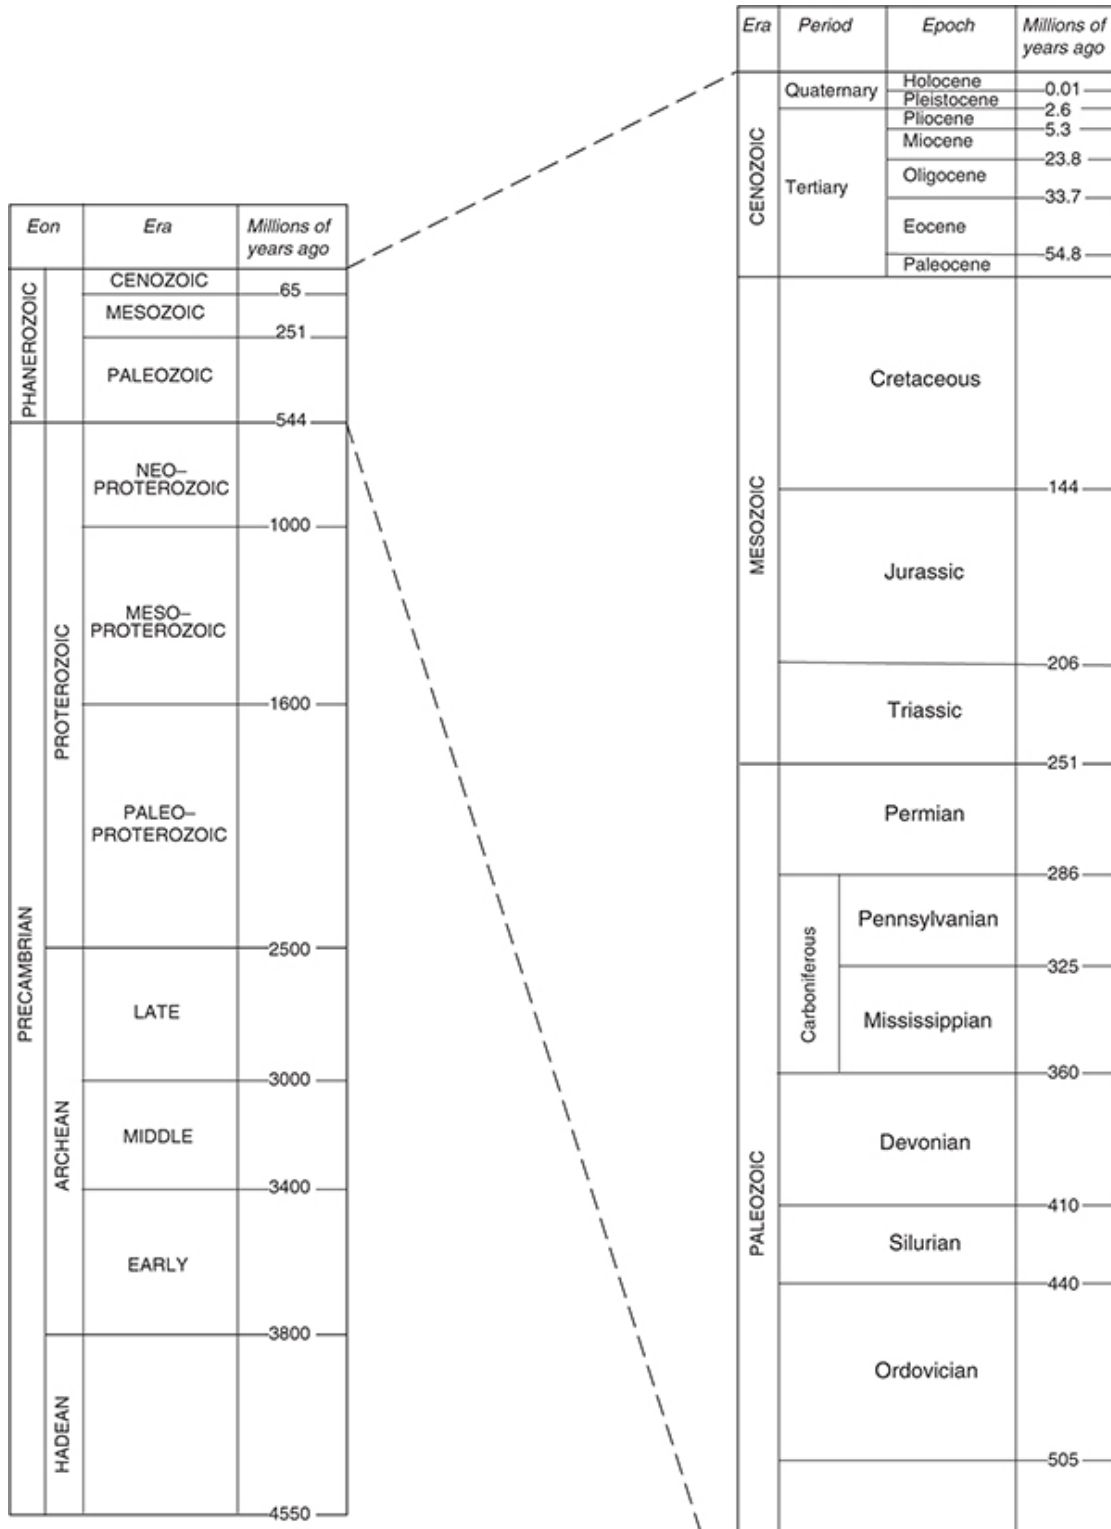 Eon Era Millions of
years ago
PHANEROZOIC
CENOZOIC
65
MESOZOIC
251
PALEOZOIC
544
PRECAMBRIAN
PROTEROZOIC
NEO–
PROTEROZOIC
1000
MESO–
PROTEROZOIC
1600
PALEO–
PROTEROZOIC
2500
ARCHEAN
LATE
3000
MIDDLE
3400
EARLY
3800
HADEAN
4550
Era Period Epoch Millions of
years ago
CENOZOIC
Quaternary
Holocene
0.01
Pleistocene
2.6
Tertiary
Pliocene
5.3
Miocene
23.8
Oligocene
33.7
Eocene
54.8
Paleocene
MESOZOIC
Cretaceous
144
Jurassic
206
Triassic
251
PALEOZOIC
Permian
286
Carboniferous
Pennsylvanian
325
Mississippian
360
Devonian
410
Silurian
440
Ordovician
505